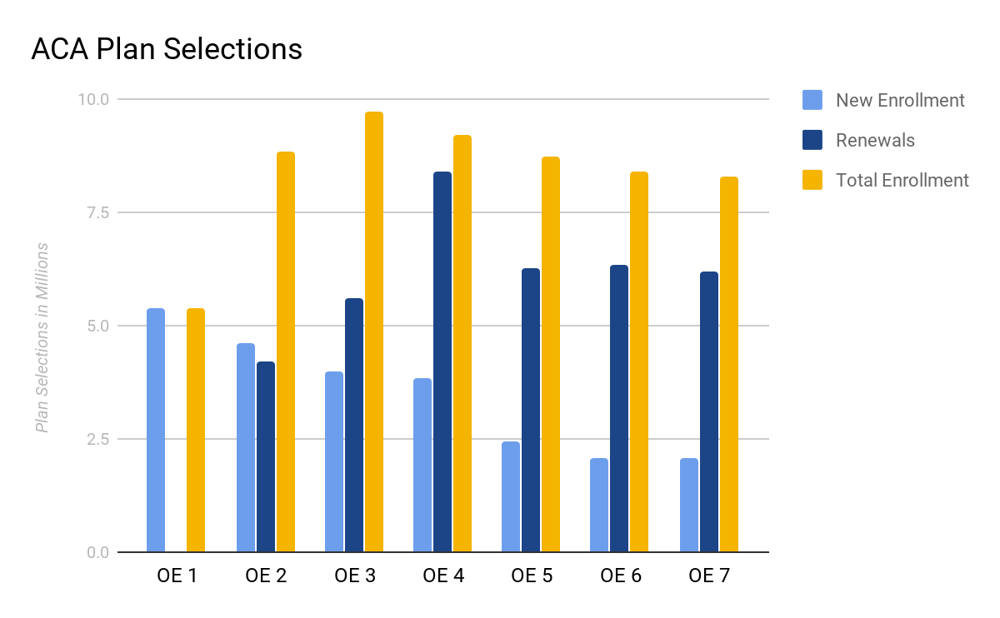 ACA Plan Selections
10.0
7.5
5.0
2.5
0.0
Plan Selections in Millions
OE 1
OE 2
OE 3
OE 4
OE 5
OE 6
OE 7
New Enrollment
Renewals
Total Enrollment